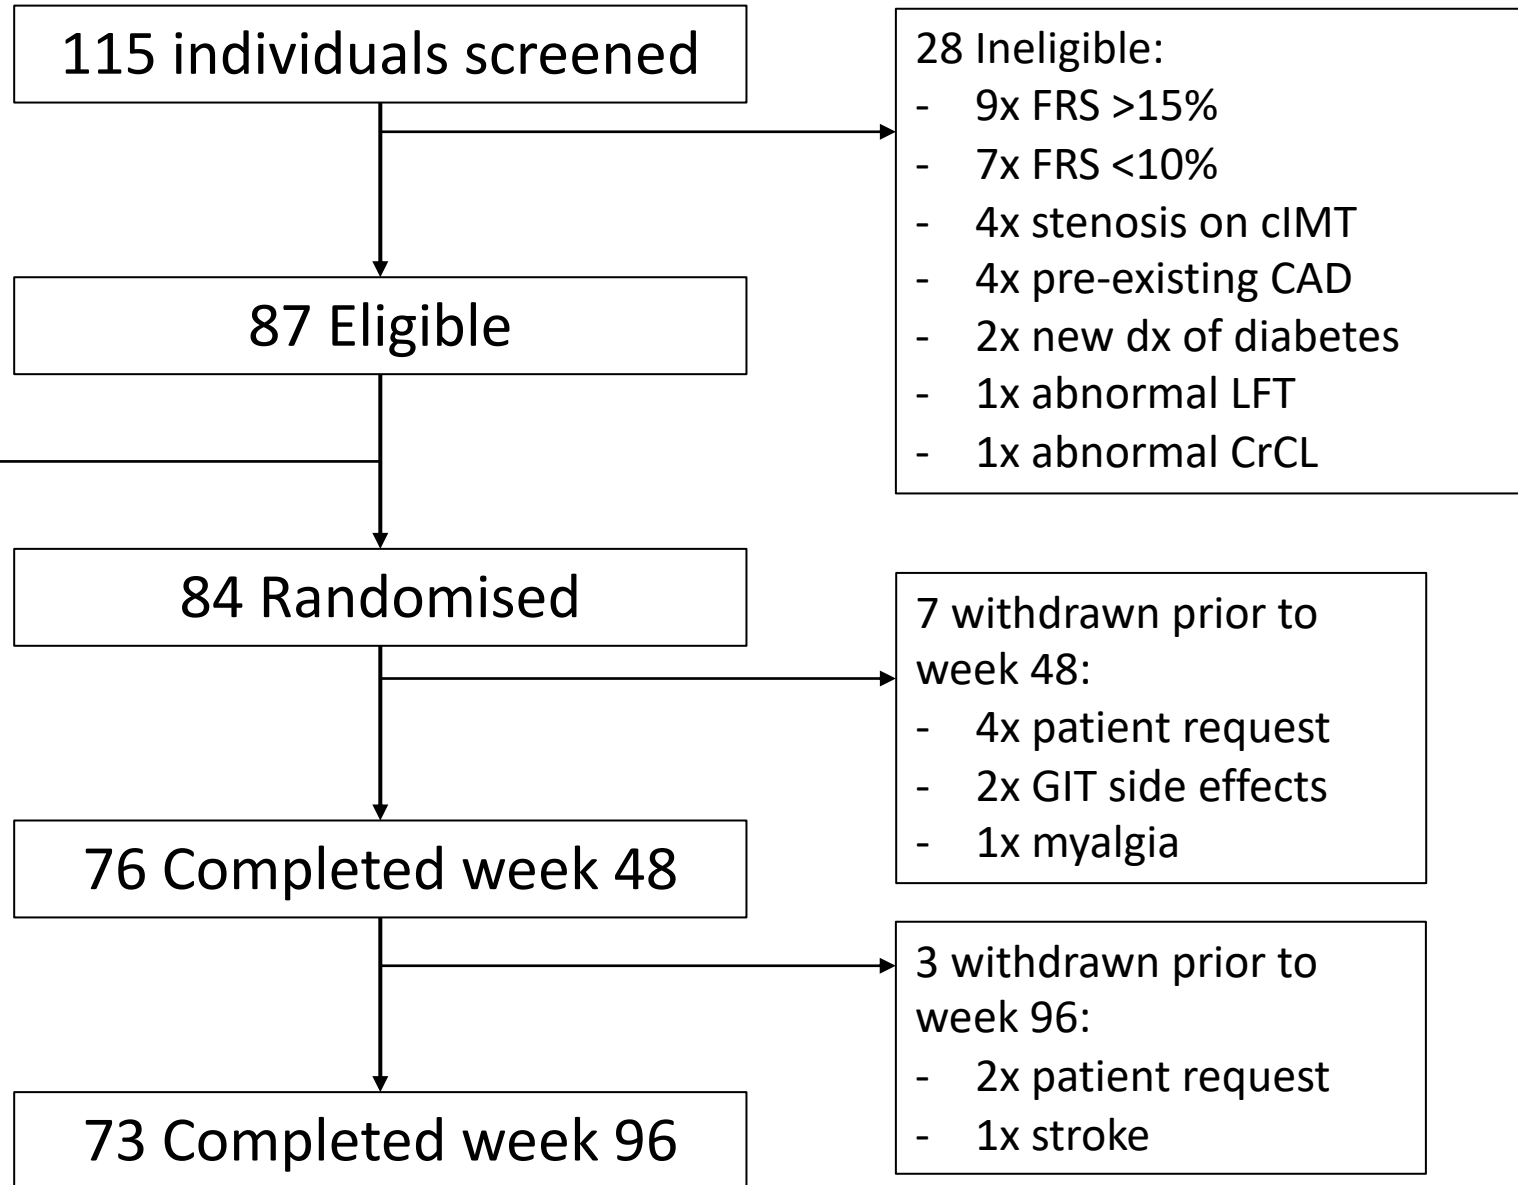 115 individuals screened
28 Ineligible:
- 9x FRS >15%
- 7x FRS <10%
- 4x stenosis on cIMT
- 4x pre-existing CAD
- 2x new dx of diabetes
- 1x abnormal LFT
- 1x abnormal CrCL
87 Eligible
84 Randomised
7 withdrawn prior to
week 48:
- 4x patient request
- 2x GIT side effects
- 1x myalgia
76 Completed week 48
3 withdrawn prior to
week 96:
- 2x patient request
- 1x stroke
73 Completed week 96